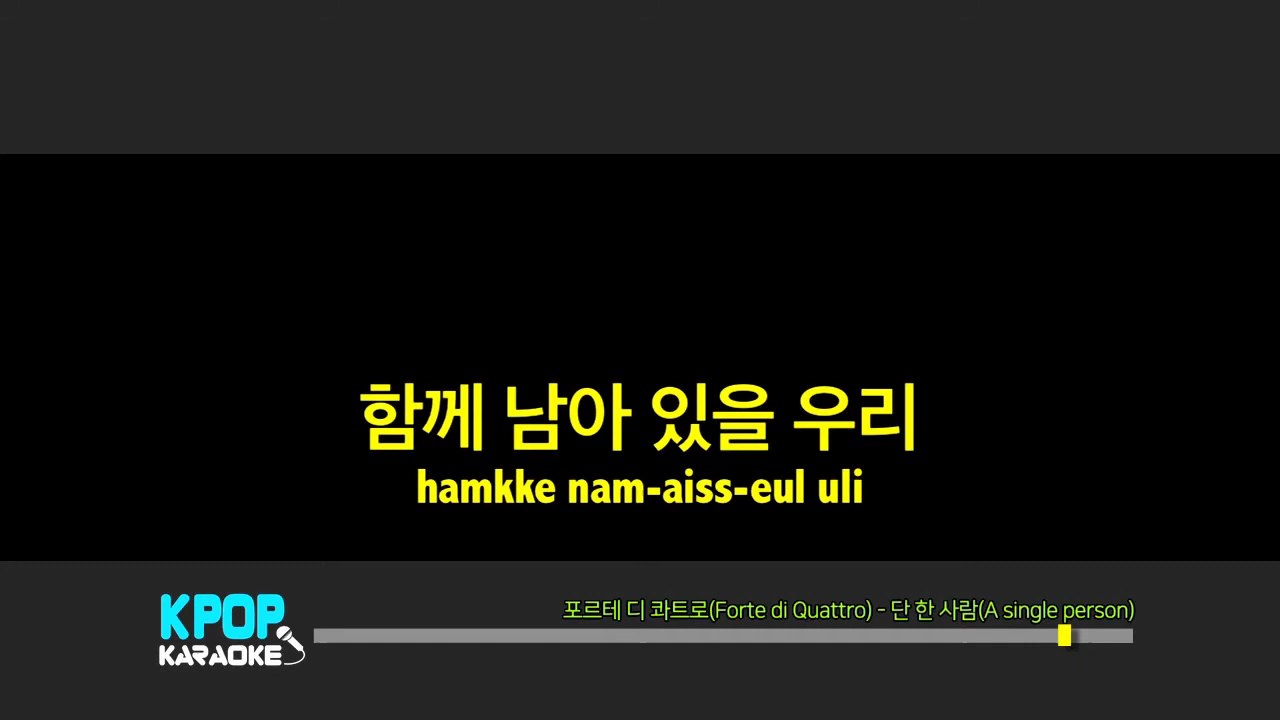 함께 남아 있을 우리
hamkke nam-aiss-eul uli
포르테 디 콰트로(Forte di Quattro) - 단 한 사람(A single person)
KPOP
KARAOKE